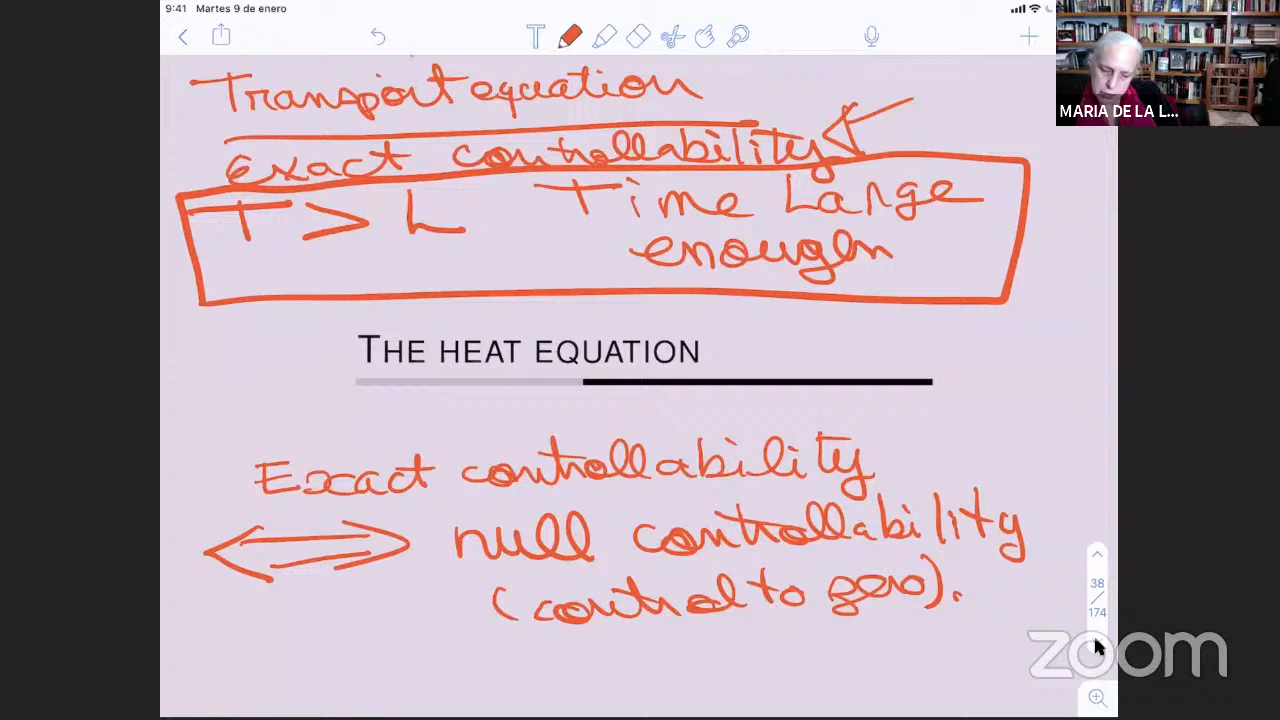 9:41 Martes 9 de enero
Transport equation
Exact controllability
T > L Time Large
enough
THE HEAT EQUATION
Exact controllability
⟺ null controllability
(control to zero).
38
/
174
MARIA DE LA L...
zoom